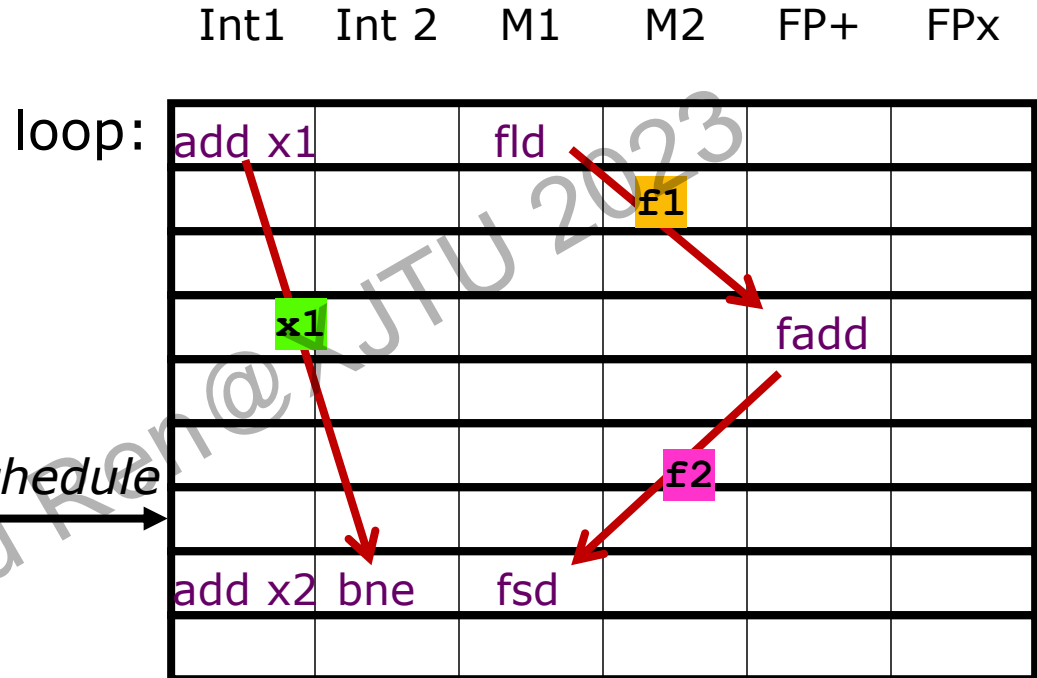 Int1 Int 2 M1 M2 FP+ FPx
loop: add x1 fld
f1
x1 fadd
hedule f2
add x2 bne fsd
Ren@XJTU 2023